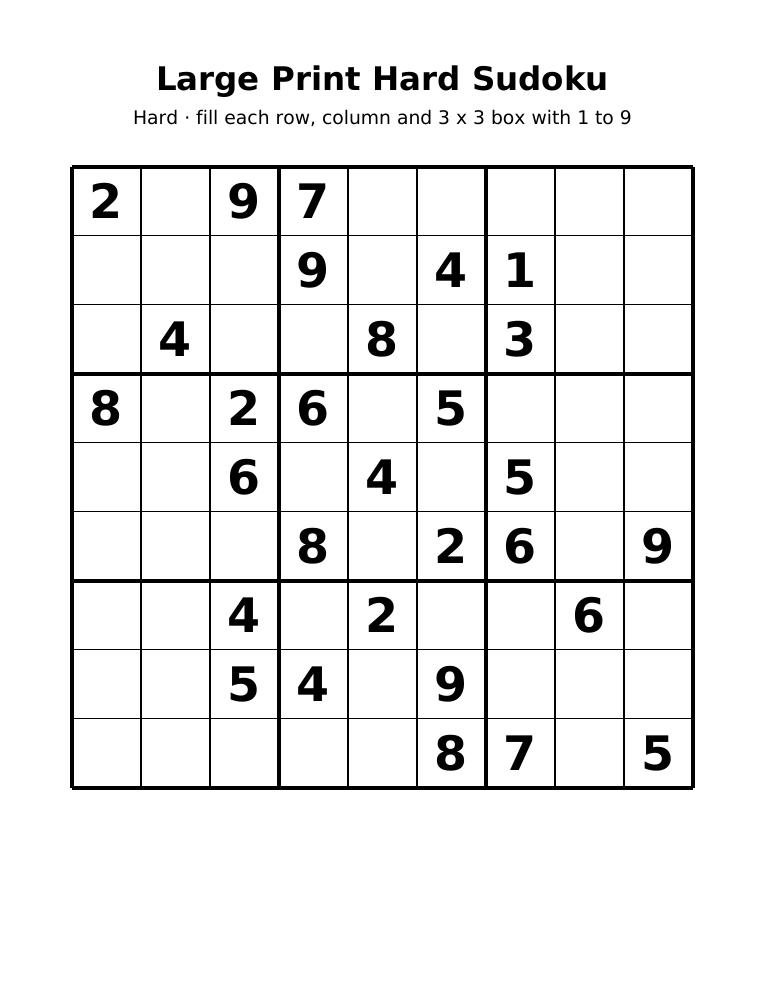 Large Print Hard Sudoku
Hard · fill each row, column and 3 x 3 box with 1 to 9
2 9 7
9 4 1
4 8 3
8 2 6 5
6 4 5
8 2 6 9
4 2 6
5 4 9
8 7 5